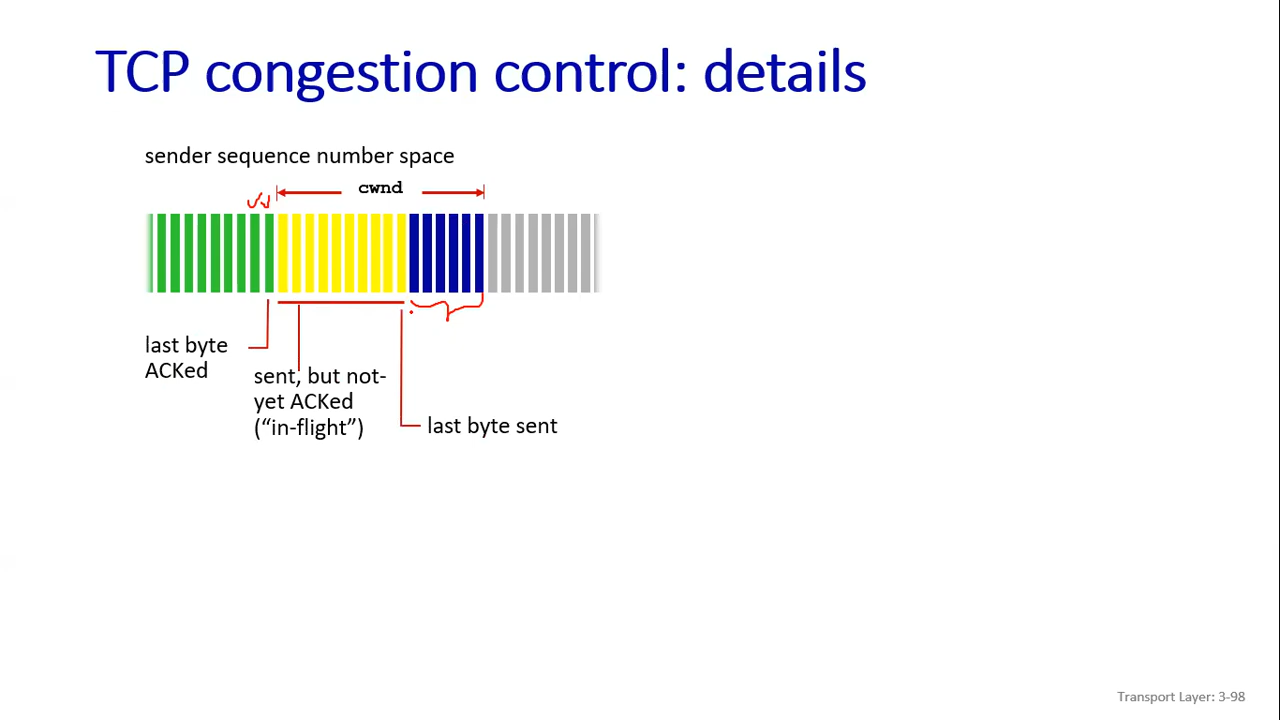 TCP congestion control: details
sender sequence number space
cwnd
last byte
ACKed
sent, but not-
yet ACKed
(“in-flight”)
last byte sent
Transport Layer: 3-98